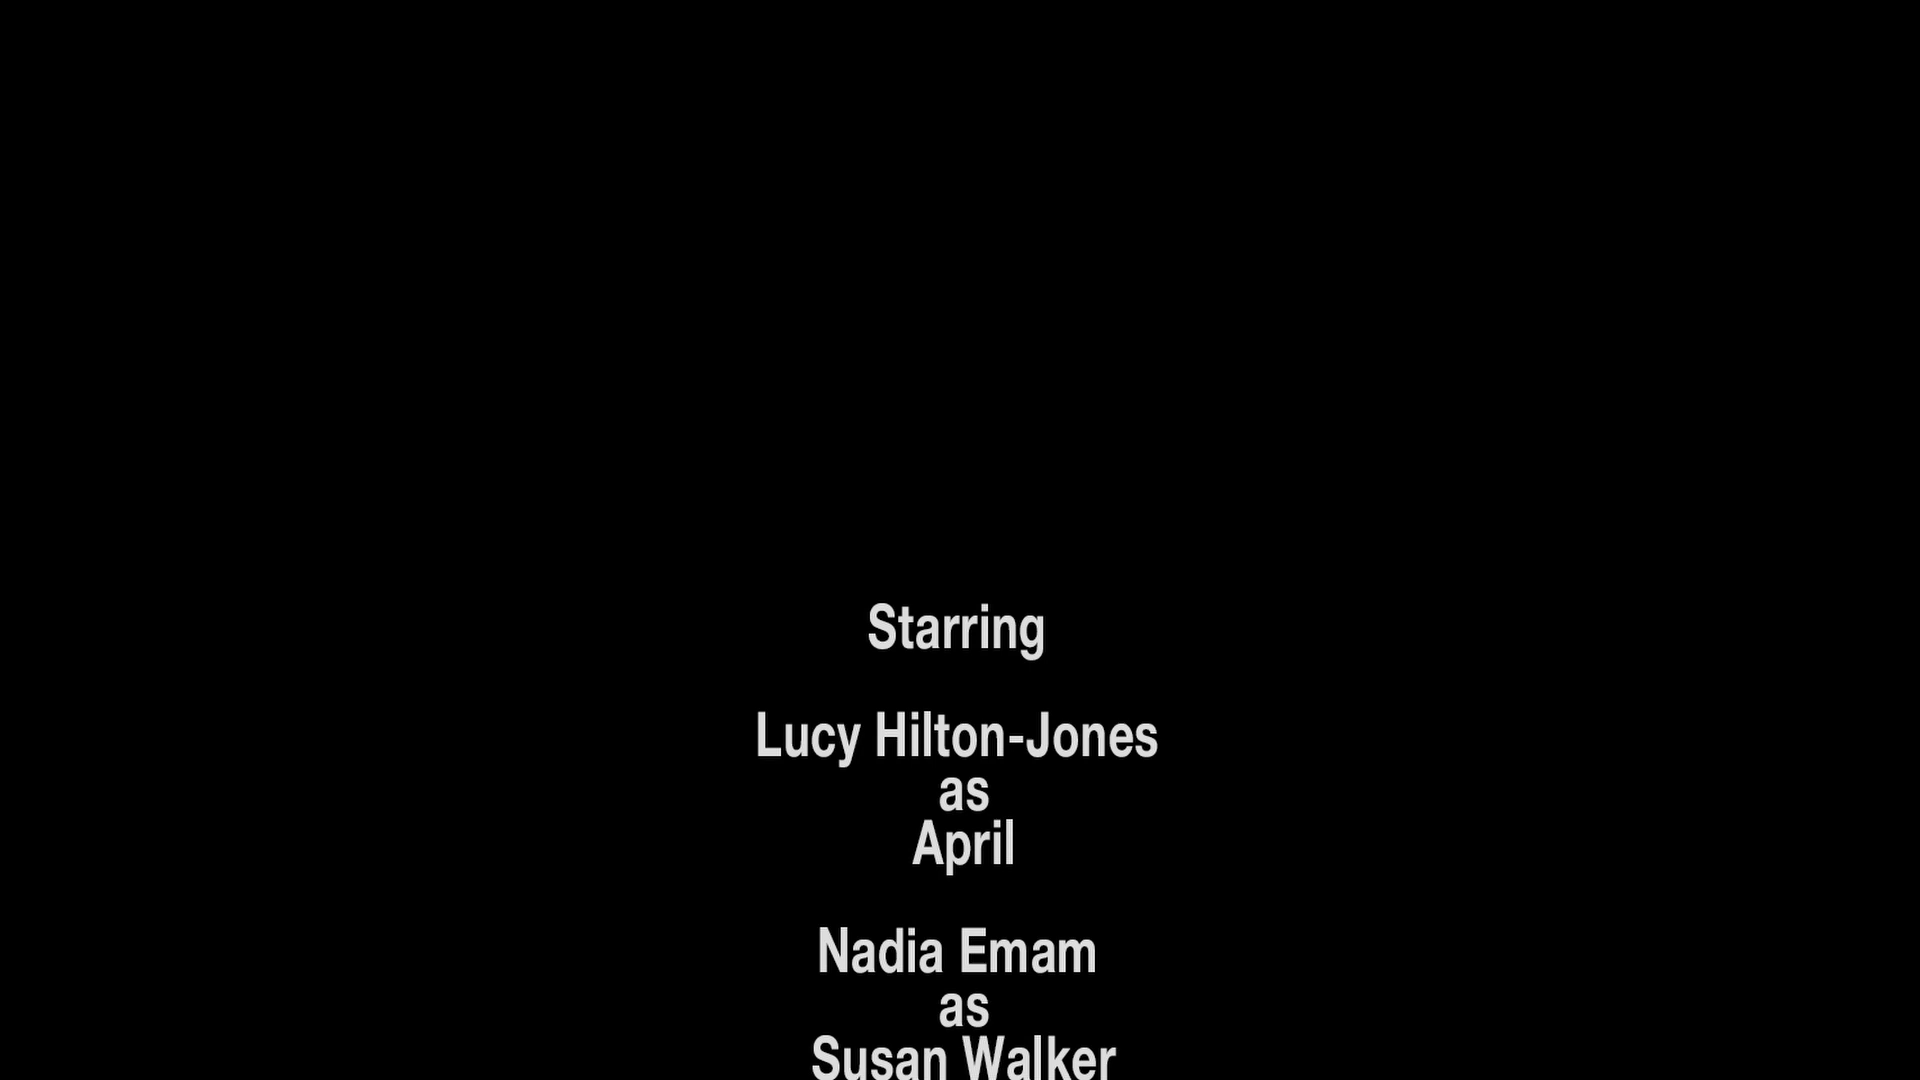 Starring
Lucy Hilton-Jones
as
April
Nadia Emam
as
Susan Walker